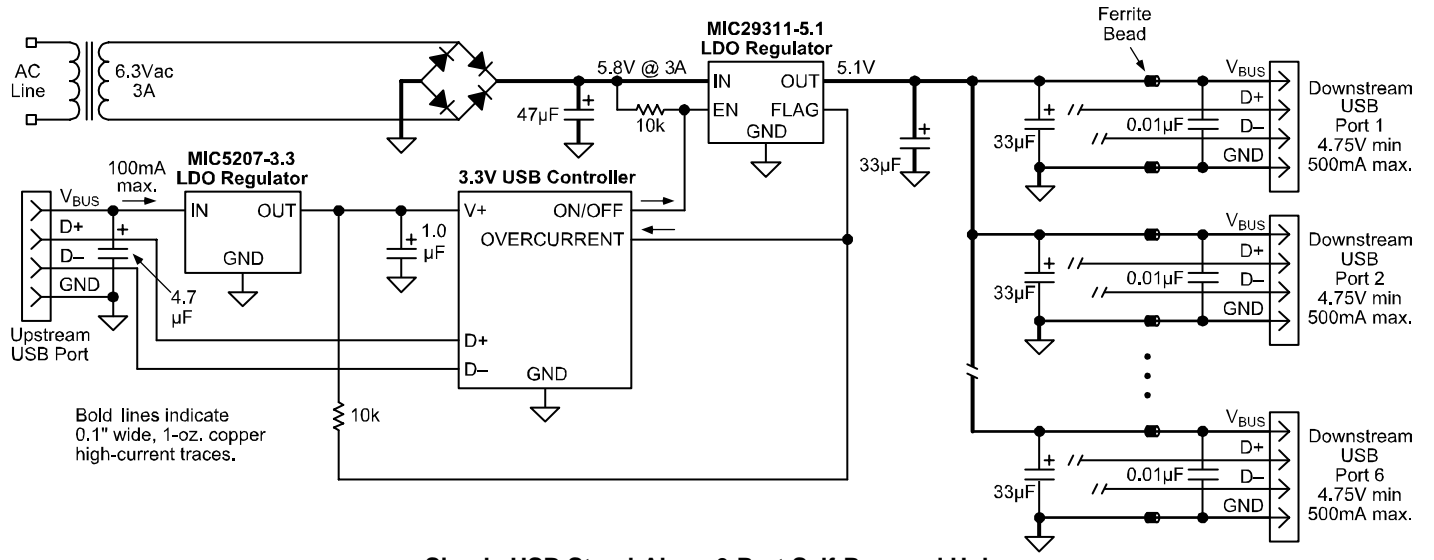 AC
Line
6.3Vac
3A
5.8V @ 3A
47µF
10k
MIC29311-5.1
LDO Regulator
IN
OUT
EN
FLAG
GND
5.1V
33µF
Ferrite
Bead
33µF
0.01µF
VBUS
D+
D–
GND
Downstream
USB
Port 1
4.75V min
500mA max.
33µF
0.01µF
VBUS
D+
D–
GND
Downstream
USB
Port 2
4.75V min
500mA max.
33µF
0.01µF
VBUS
D+
D–
GND
Downstream
USB
Port 6
4.75V min
500mA max.
100mA
max.
MIC5207-3.3
LDO Regulator
IN
OUT
GND
VBUS
D+
D–
GND
4.7
µF
Upstream
USB Port
1.0
µF
3.3V USB Controller
V+
ON/OFF
OVERCURRENT
D+
D–
GND
10k
Bold lines indicate
0.1" wide, 1-oz. copper
high-current traces.